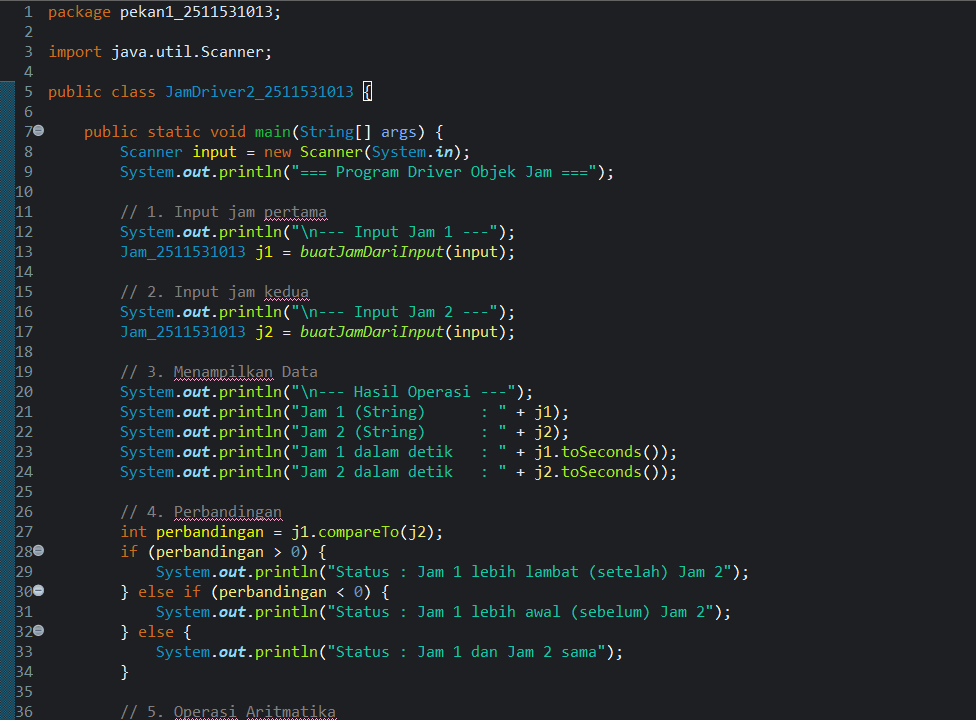 1 package pekan1_2511531013;
2
3 import java.util.Scanner;
4
5 public class JamDriver2_2511531013 {
6
7     public static void main(String[] args) {
8         Scanner input = new Scanner(System.in);
9         System.out.println("=== Program Driver Objek Jam ===");
10
11         // 1. Input jam pertama
12         System.out.println("\n--- Input Jam 1 ---");
13         Jam_2511531013 j1 = buatJamDariInput(input);
14
15         // 2. Input jam kedua
16         System.out.println("\n--- Input Jam 2 ---");
17         Jam_2511531013 j2 = buatJamDariInput(input);
18
19         // 3. Menampilkan Data
20         System.out.println("\n--- Hasil Operasi ---");
21         System.out.println("Jam 1 (String)      : " + j1);
22         System.out.println("Jam 2 (String)      : " + j2);
23         System.out.println("Jam 1 dalam detik   : " + j1.toSeconds());
24         System.out.println("Jam 2 dalam detik   : " + j2.toSeconds());
25
26         // 4. Perbandingan
27         int perbandingan = j1.compareTo(j2);
28         if (perbandingan > 0) {
29             System.out.println("Status : Jam 1 lebih lambat (setelah) Jam 2");
30         } else if (perbandingan < 0) {
31             System.out.println("Status : Jam 1 lebih awal (sebelum) Jam 2");
32         } else {
33             System.out.println("Status : Jam 1 dan Jam 2 sama");
34         }
35
36         // 5. Operasi Aritmatika